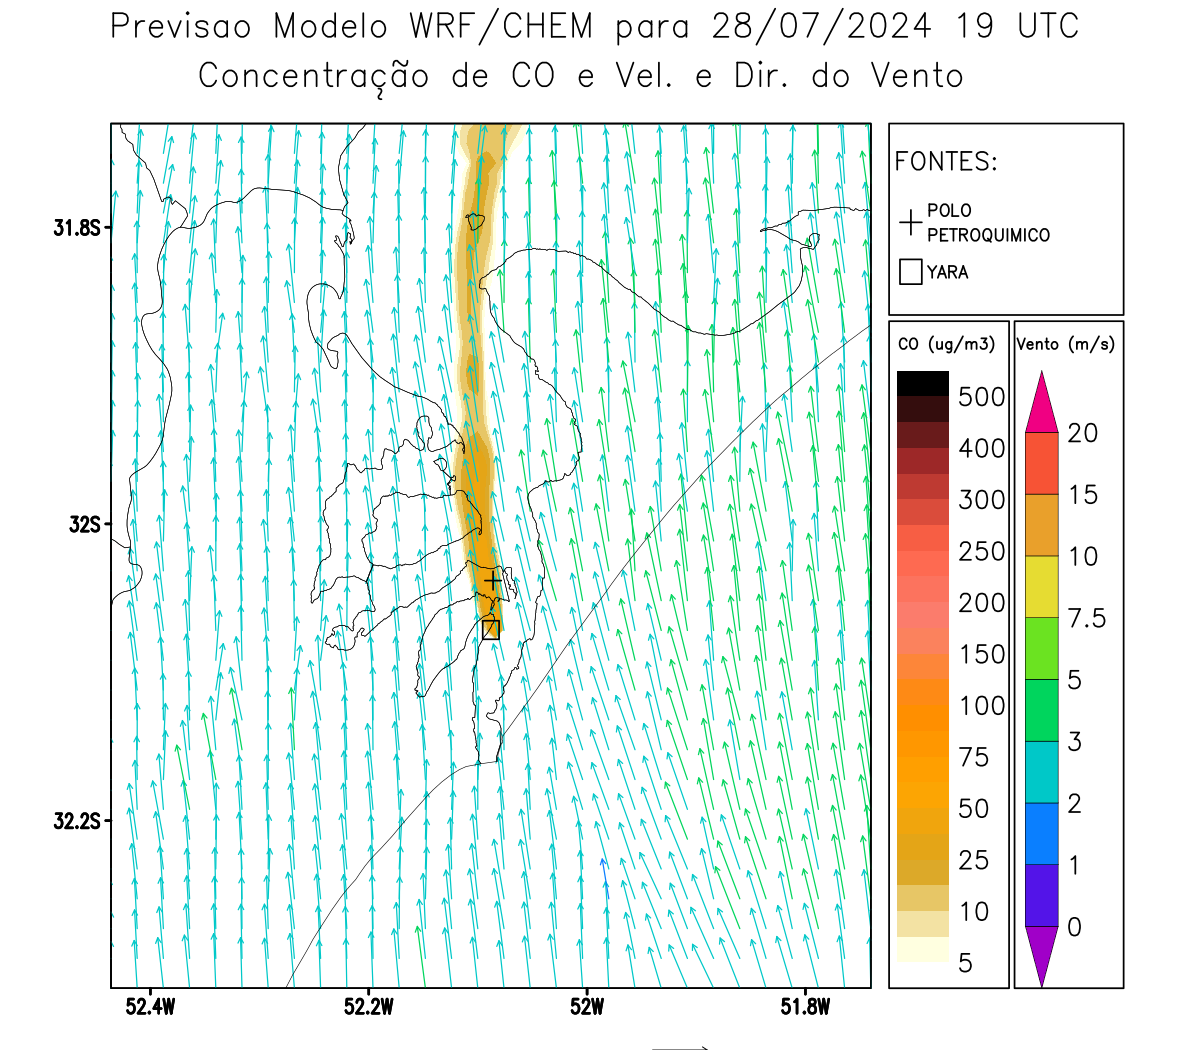 Previsao Modelo WRF/CHEM para 28/07/2024 19 UTC
Concentração de CO e Vel. e Dir. do Vento
FONTES:
POLO
PETROQUIMICO
YARA
CO (ug/m3)
500
400
300
250
200
150
100
75
50
25
10
5
Vento (m/s)
20
15
10
7.5
5
3
2
1
0
31.8S
32S
32.2S
52.4W
52.2W
52W
51.8W